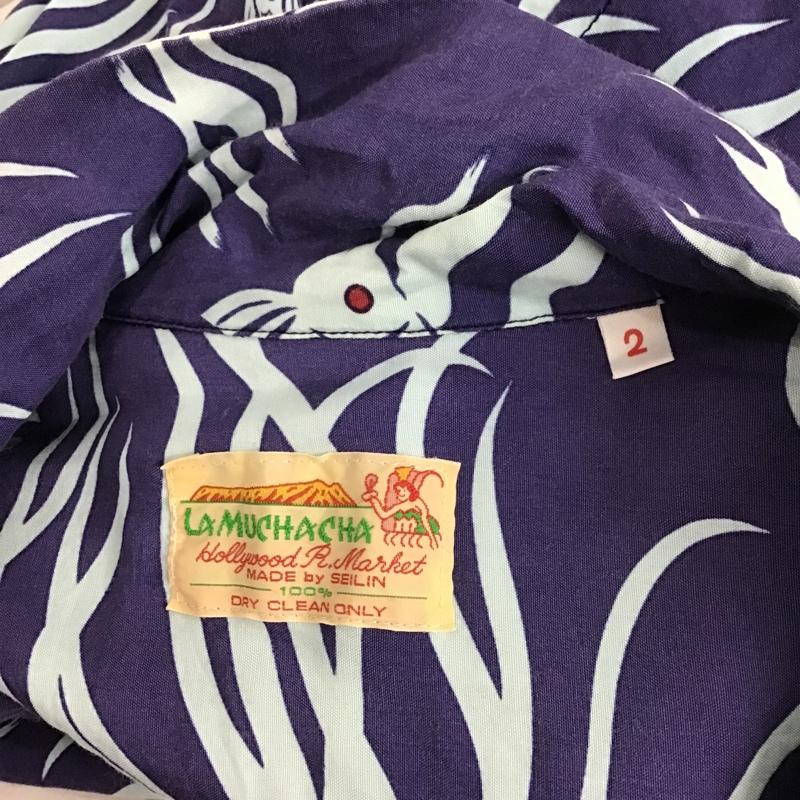 2
LA MUCHACHA
Hollywood R. Market
MADE by SEILIN
100%
DRY CLEAN ONLY